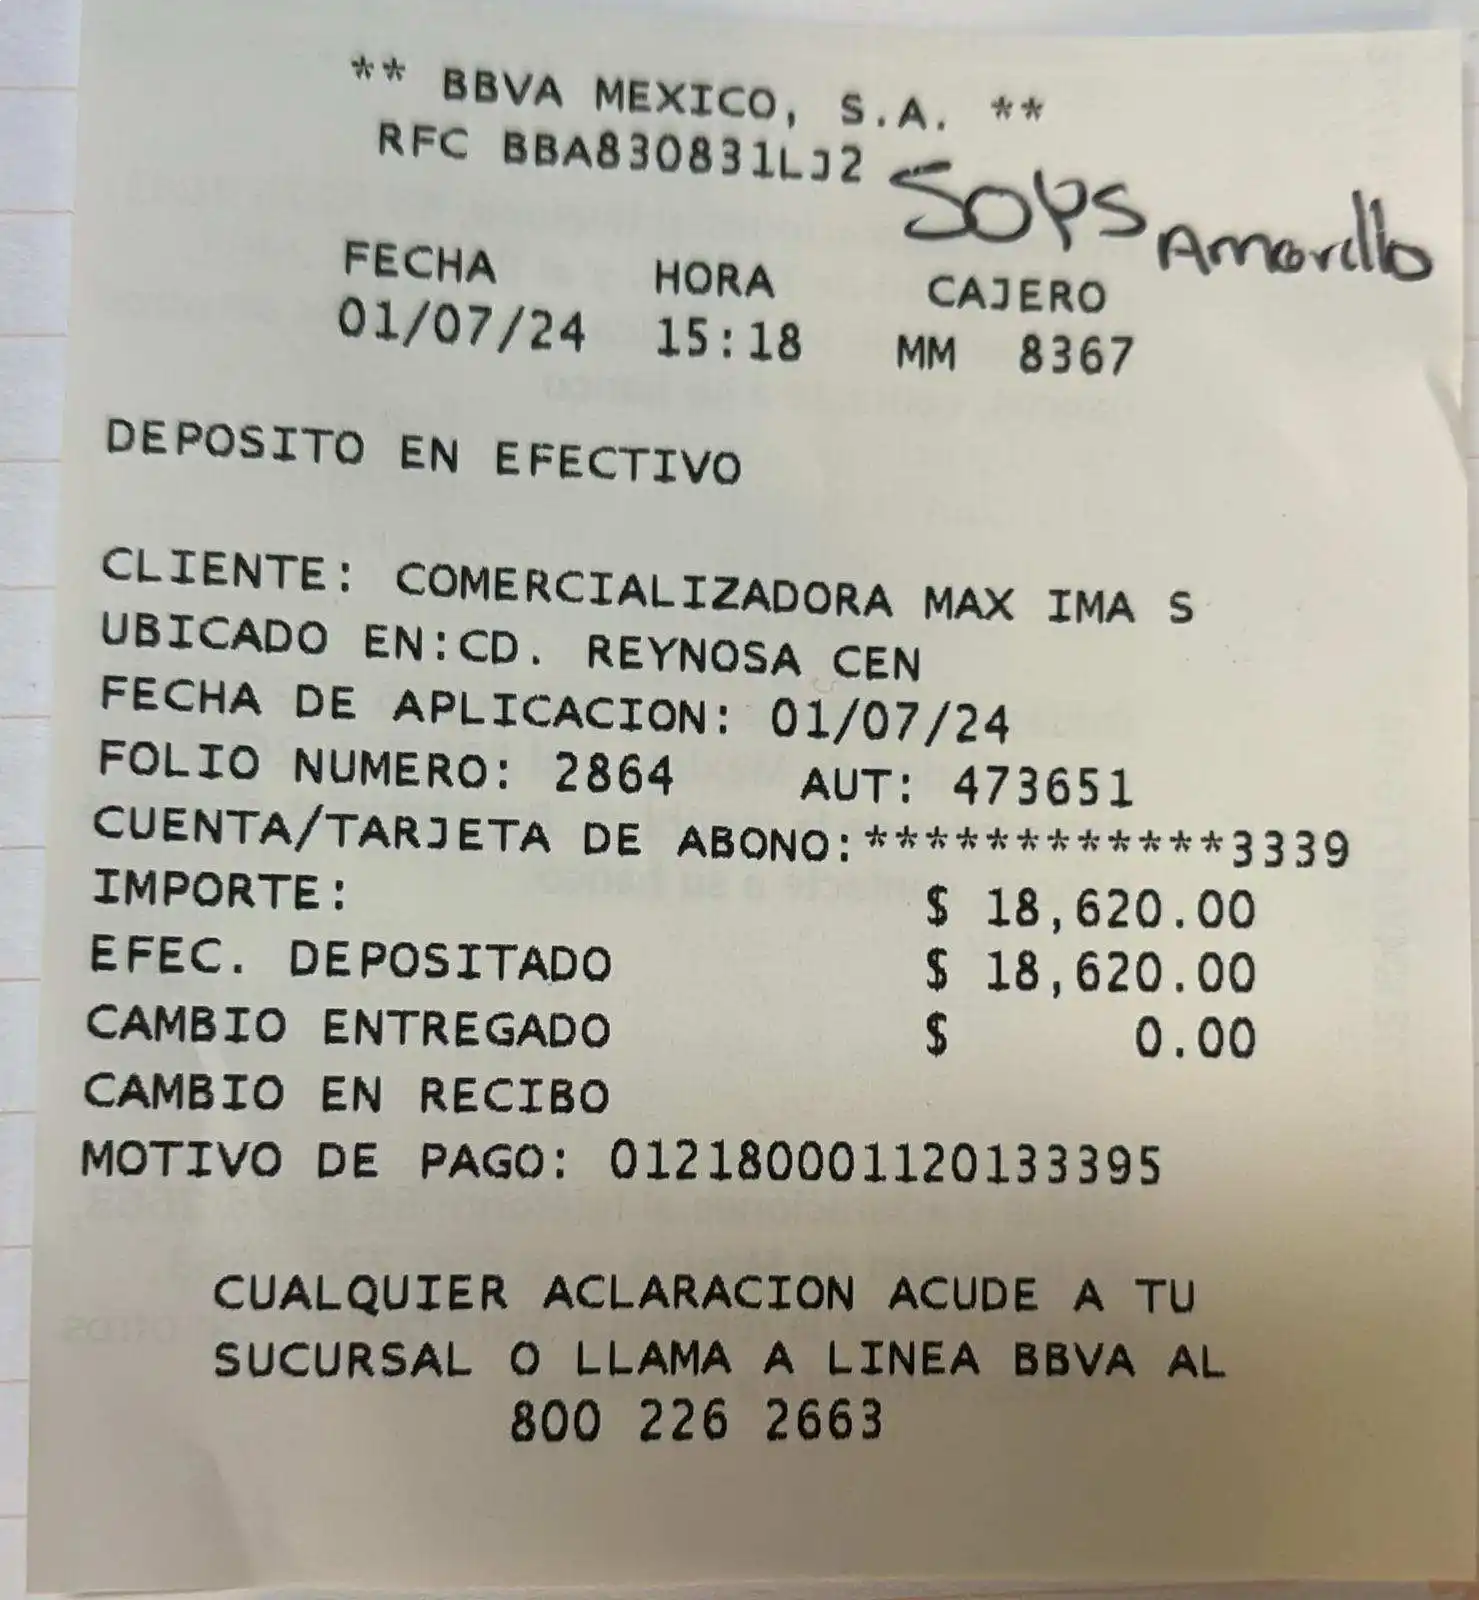 ** BBVA MEXICO, S.A. **
RFC BBA830831LJ2
Amarillo
FECHA HORA CAJERO
01/07/24 15:18 MM 8367
DEPOSITO EN EFECTIVO
CLIENTE: COMERCIALIZADORA MAX IMA S
UBICADO EN:CD. REYNOSA CEN
FECHA DE APLICACION: 01/07/24
FOLIO NUMERO: 2864 AUT: 473651
CUENTA/TARJETA DE ABONO:************3339
IMPORTE: $ 18,620.00
EFEC. DEPOSITADO $ 18,620.00
CAMBIO ENTREGADO $ 0.00
CAMBIO EN RECIBO
MOTIVO DE PAGO: 012180001120133395
CUALQUIER ACLARACION ACUDE A TU
SUCURSAL O LLAMA A LINEA BBVA AL
800 226 2663